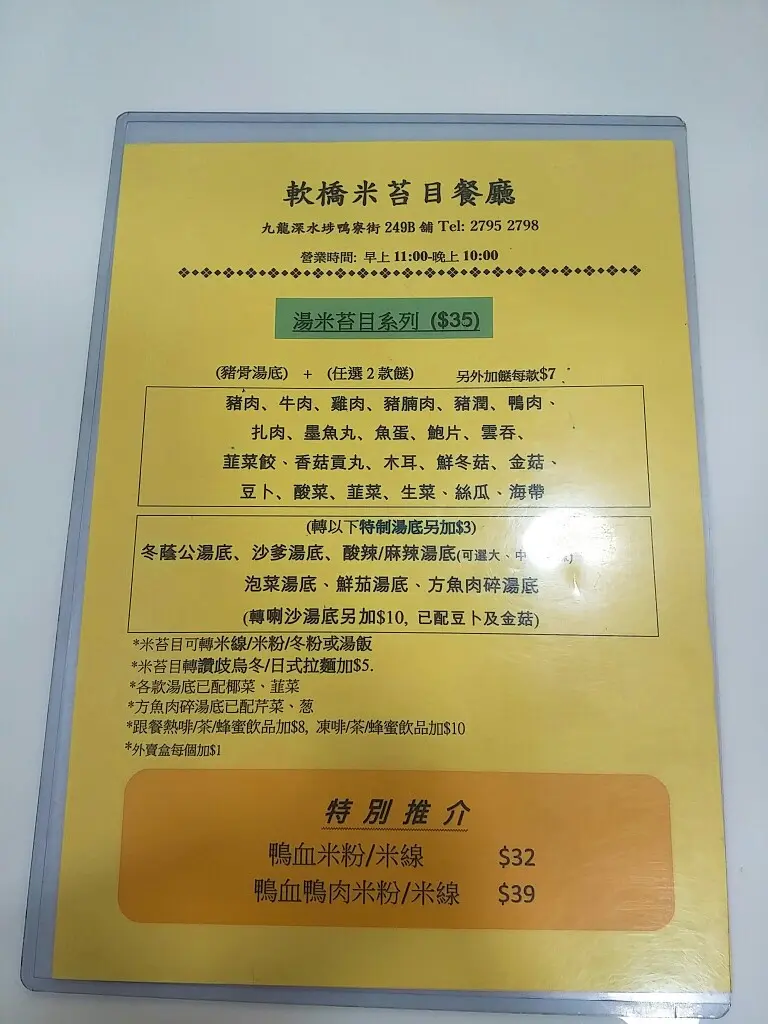 軟橋米苔目餐廳
九龍深水埗鴨寮街 249B 舖 Tel: 2795 2798
營業時間: 早上 11:00-晚上 10:00
湯米苔目系列 ($35)
(豬骨湯底) + (任選 2 款餸) 另外加餸每款$7
豬肉、牛肉、雞肉、豬腩肉、豬潤、鴨肉、
扎肉、墨魚丸、魚蛋、鮑片、雲吞、
韮菜餃、香菇貢丸、木耳、鮮冬菇、金菇、
豆卜、酸菜、韮菜、生菜、絲瓜、海帶
(轉以下特制湯底另加$3)
冬蔭公湯底、沙爹湯底、酸辣/麻辣湯底(可選大、中
泡菜湯底、鮮茄湯底、方魚肉碎湯底
(轉喇沙湯底另加$10, 已配豆卜及金菇)
*米苔目可轉米線/米粉/冬粉或湯飯
*米苔目轉讚歧烏冬/日式拉麵加$5.
*各款湯底已配椰菜、韮菜
*方魚肉碎湯底已配芹菜、葱
*跟餐熱啡/茶/蜂蜜飲品加$8, 凍啡/茶/蜂蜜飲品加$10
*外賣盒每個加$1
特別推介
鴨血米粉/米線 $32
鴨血鴨肉米粉/米線 $39